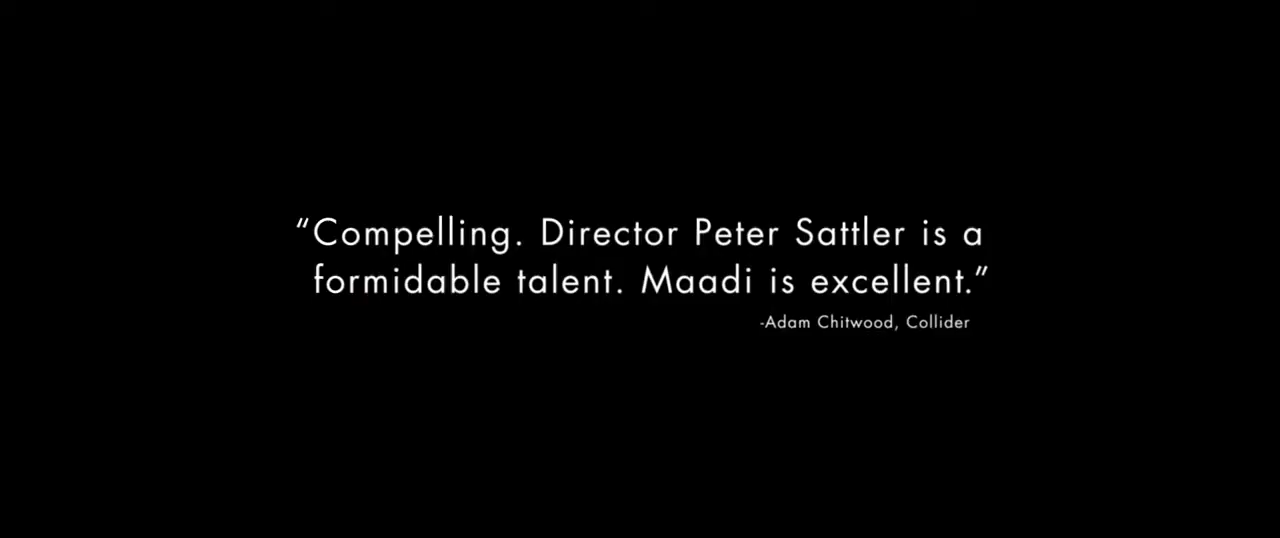 “Compelling. Director Peter Sattler is a
formidable talent. Maadi is excellent.”
-Adam Chitwood, Collider